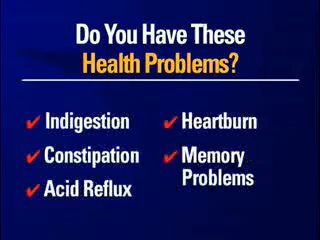 Do You Have These
Health Problems?
✔ Indigestion
✔ Constipation
✔ Acid Reflux
✔ Heartburn
✔ Memory
Problems